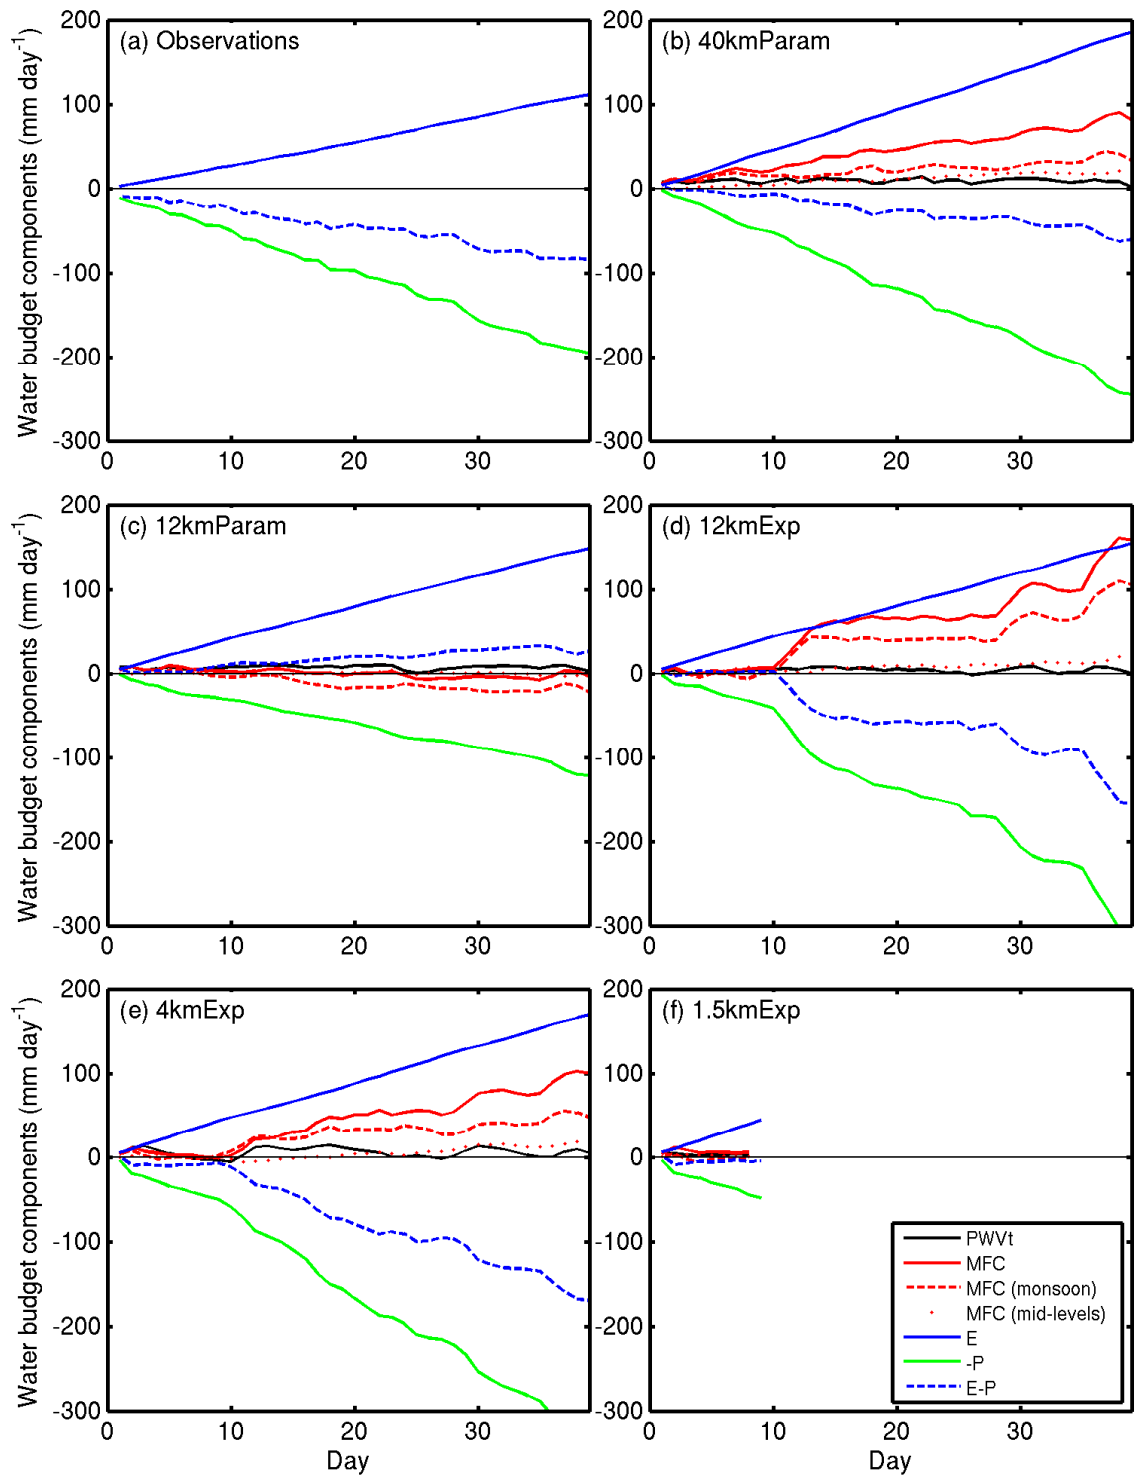 (a) Observations
(b) 40kmParam
Water budget components (mm day-1)
200
100
0
-100
-200
-300
0 10 20 30
200
100
0
-100
-200
-300
0 10 20 30
(c) 12kmParam
(d) 12kmExp
Water budget components (mm day-1)
200
100
0
-100
-200
-300
0 10 20 30
200
100
0
-100
-200
-300
0 10 20 30
(e) 4kmExp
(f) 1.5kmExp
Water budget components (mm day-1)
200
100
0
-100
-200
-300
0 10 20 30
Day
200
100
0
-100
-200
-300
0 10 20 30
Day
PWVt
MFC
MFC (monsoon)
MFC (mid-levels)
E
-P
E-P